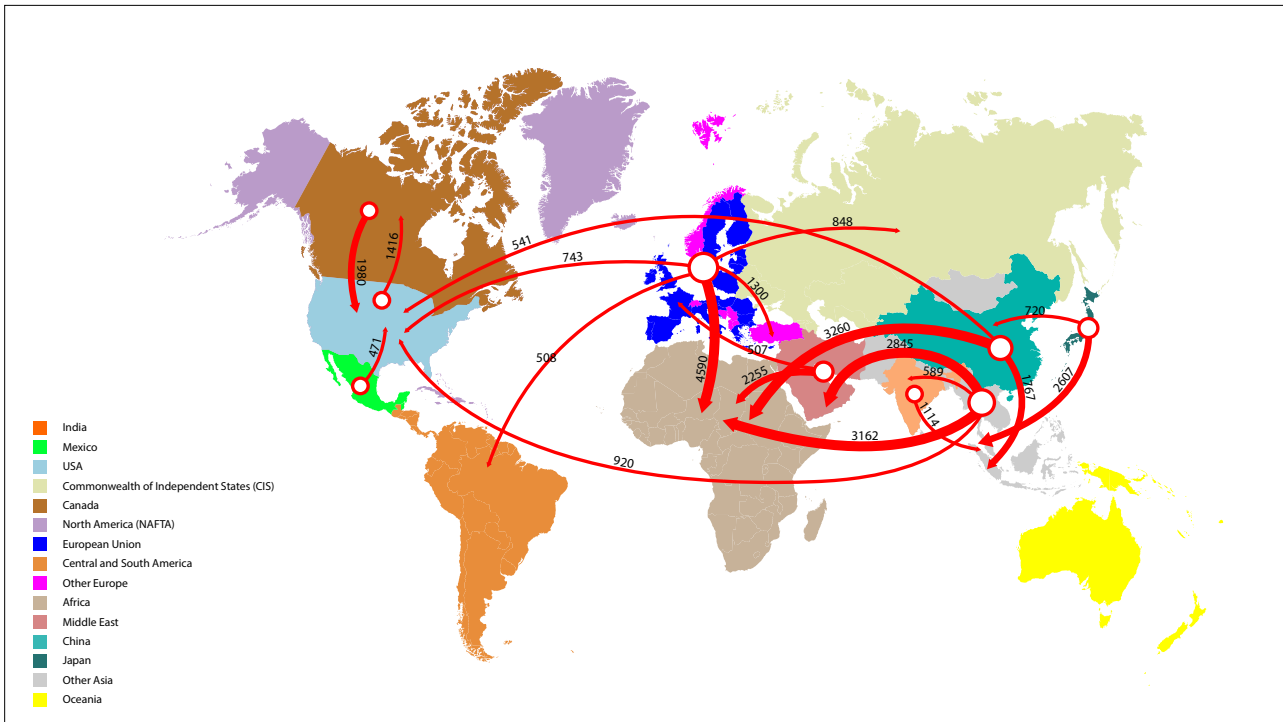 848
541
1416
743
1980
1300
720
3260
2845
507
471
508
589
2255
4590
1767
2607
1114
3162
920
India
Mexico
USA
Commonwealth of Independent States (CIS)
Canada
North America (NAFTA)
European Union
Central and South America
Other Europe
Africa
Middle East
China
Japan
Other Asia
Oceania